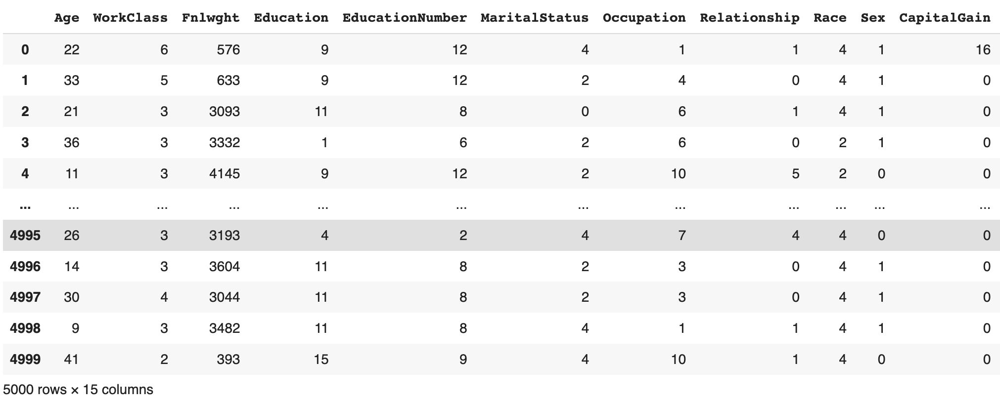 Age WorkClass Fnlwght Education EducationNumber MaritalStatus Occupation Relationship Race Sex CapitalGain
0 22 6 576 9 12 4 1 1 4 1 16
1 33 5 633 9 12 2 4 0 4 1 0
2 21 3 3093 11 8 0 6 1 4 1 0
3 36 3 3332 1 6 2 6 0 2 1 0
4 11 3 4145 9 12 2 10 5 2 0 0
... ... ... ... ... ... ... ... ... ... ... ...
4995 26 3 3193 4 2 4 7 4 4 0 0
4996 14 3 3604 11 8 2 3 0 4 1 0
4997 30 4 3044 11 8 2 3 0 4 1 0
4998 9 3 3482 11 8 4 1 1 4 1 0
4999 41 2 393 15 9 4 10 1 4 0 0
5000 rows × 15 columns